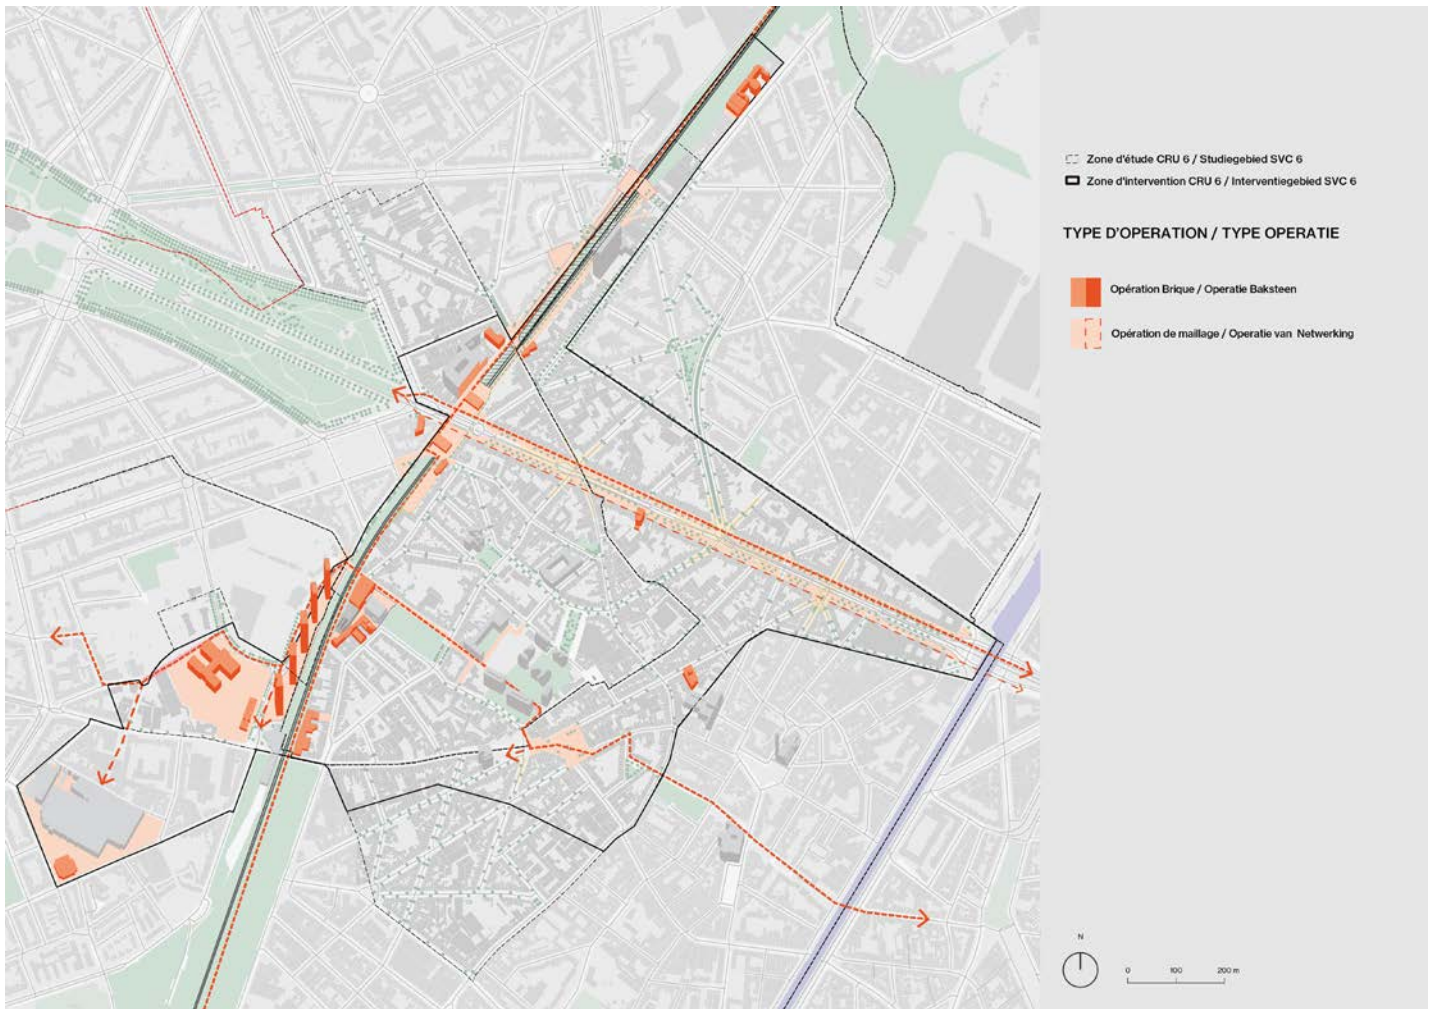 Zone d'étude CRU 6 / Studiegebied SVC 6
Zone d'intervention CRU 6 / Interventiegebied SVC 6
TYPE D'OPERATION / TYPE OPERATIE
Opération Brique / Operatie Baksteen
Opération de maillage / Operatie van Netwerking
N
0 100 200 m